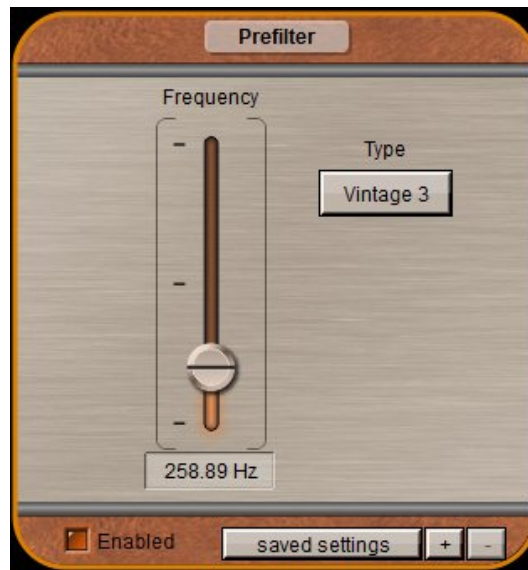 Prefilter
Frequency
Type
Vintage 3
258.89 Hz
Enabled
saved settings
+
-